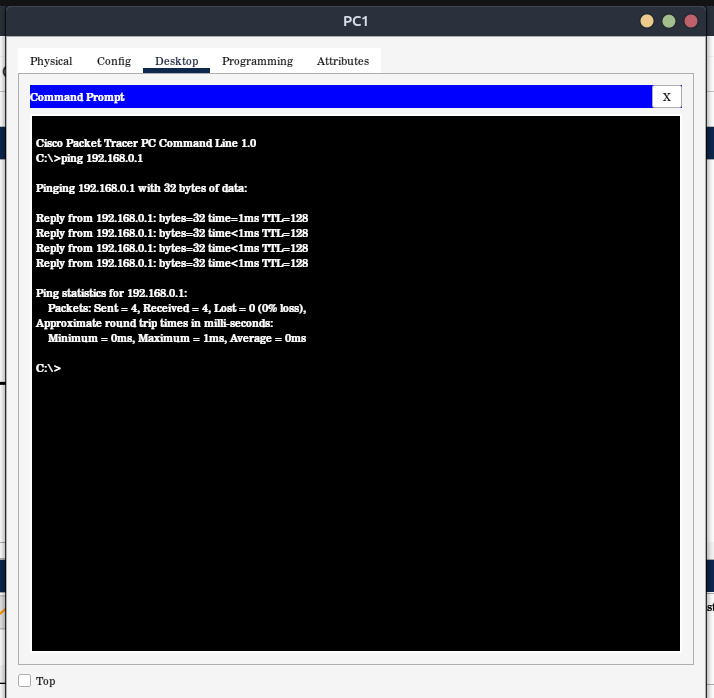 PC1
Physical Config Desktop Programming Attributes
Command Prompt X
Cisco Packet Tracer PC Command Line 1.0
C:\>ping 192.168.0.1
Pinging 192.168.0.1 with 32 bytes of data:
Reply from 192.168.0.1: bytes=32 time=1ms TTL=128
Reply from 192.168.0.1: bytes=32 time<1ms TTL=128
Reply from 192.168.0.1: bytes=32 time<1ms TTL=128
Reply from 192.168.0.1: bytes=32 time<1ms TTL=128
Ping statistics for 192.168.0.1:
Packets: Sent = 4, Received = 4, Lost = 0 (0% loss),
Approximate round trip times in milli-seconds:
Minimum = 0ms, Maximum = 1ms, Average = 0ms
C:\>
Top